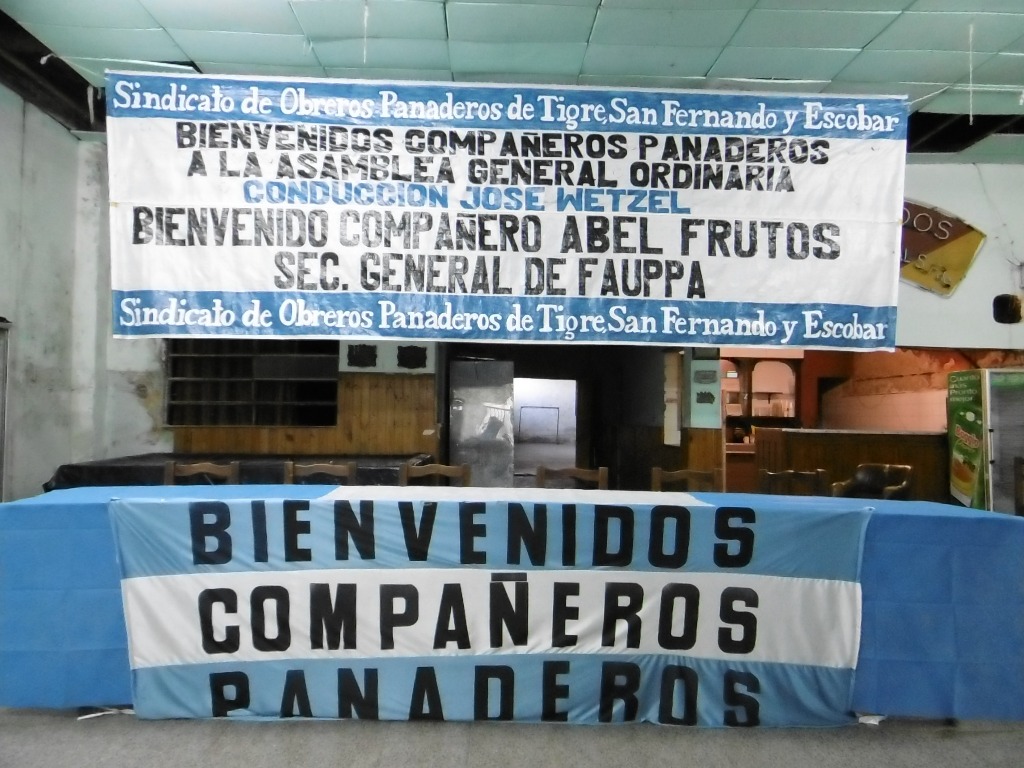 Sindicato de Obreros Panaderos de Tigre,San Fernando y Escobar
BIENVENIDOS COMPAÑEROS PANADEROS
A LA ASAMBLEA GENERAL ORDINARIA
CONDUCCION JOSE WETZEL
BIENVENIDO COMPAÑERO ABEL FRUTOS
SEC. GENERAL DE FAUPPA
Sindicato de Obreros Panaderos de Tigre,San Fernando y Escobar
BIENVENIDOS
COMPAÑEROS
PANADEROS